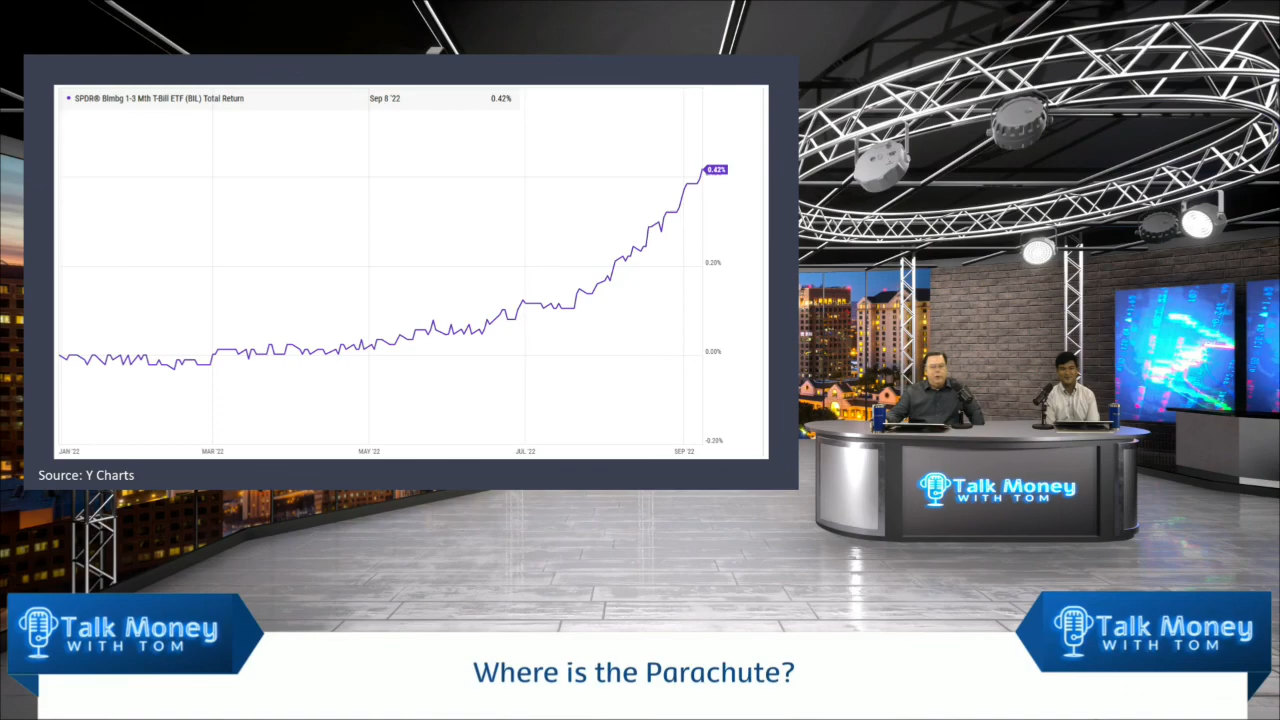 SPDR® Blmbg 1-3 Mth T-Bill ETF (BIL) Total Return Sep 8 '22 0.42%
0.42%
0.20%
0.00%
-0.20%
JAN '22 MAR '22 MAY '22 JUL '22 SEP '22
Source: Y Charts
Talk Money
WITH TOM
Talk Money
WITH TOM
Talk Money
WITH TOM
Where is the Parachute?